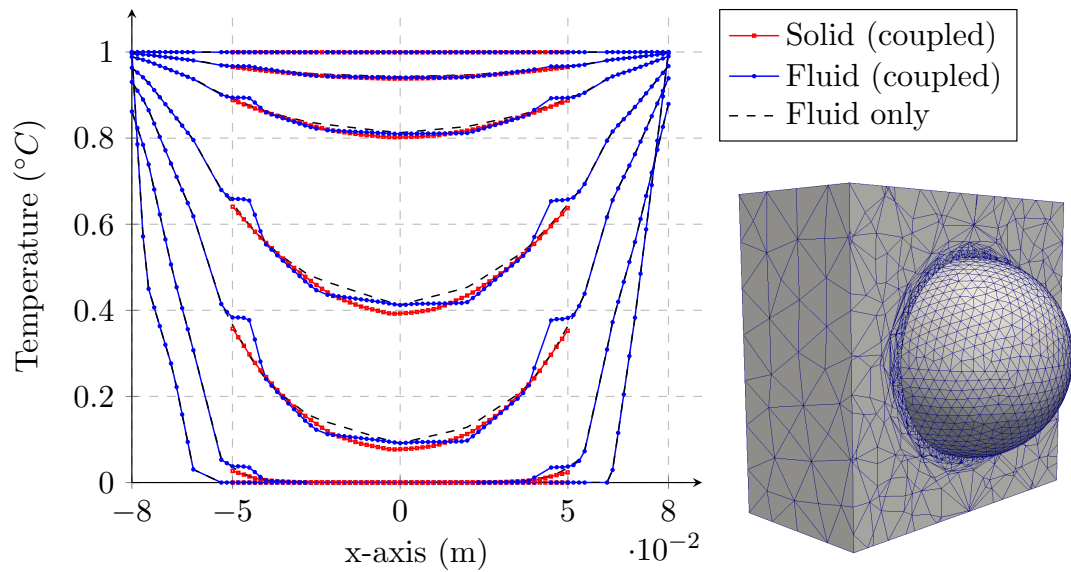 Solid (coupled)
Fluid (coupled)
Fluid only
Temperature (°C)
1
0.8
0.6
0.4
0.2
0
−8
−5
0
5
8
·10−2
x-axis (m)